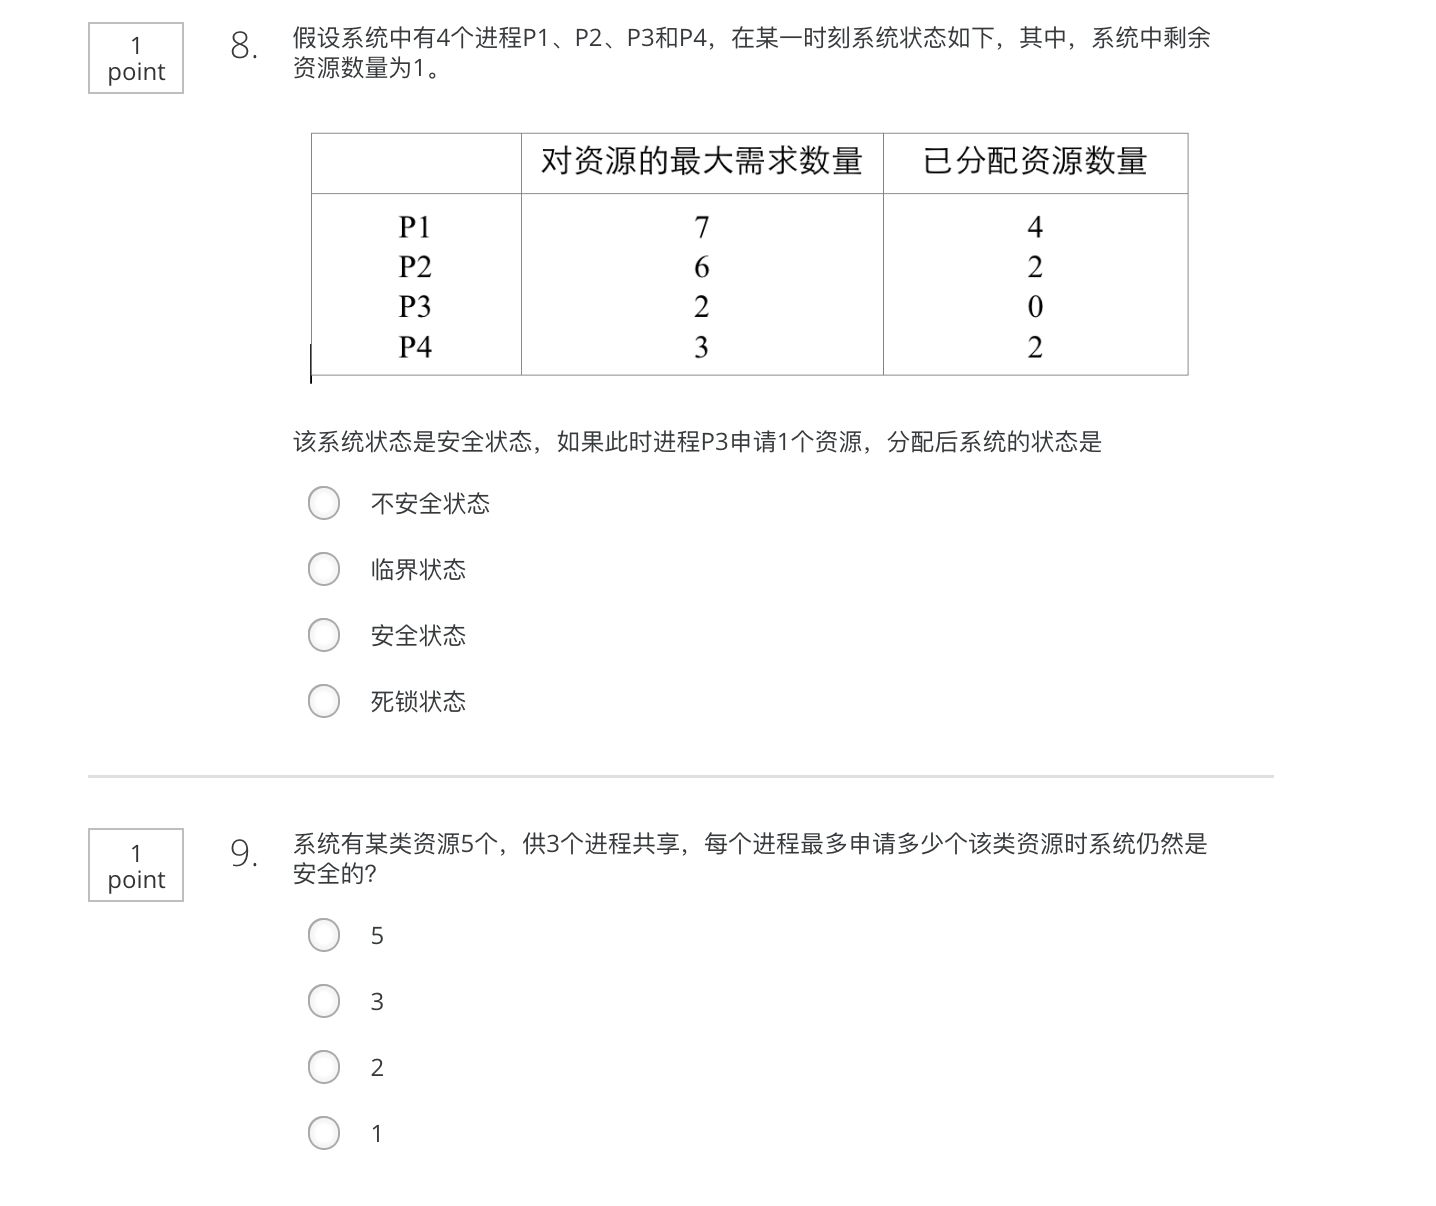 1
point
8.
假设系统中有4个进程P1、P2、P3和P4，在某一时刻系统状态如下，其中，系统中剩余
资源数量为1。
对资源的最大需求数量 已分配资源数量
P1 7 4
P2 6 2
P3 2 0
P4 3 2
该系统状态是安全状态，如果此时进程P3申请1个资源，分配后系统的状态是
不安全状态
临界状态
安全状态
死锁状态
1
point
9.
系统有某类资源5个，供3个进程共享，每个进程最多申请多少个该类资源时系统仍然是
安全的?
5
3
2
1